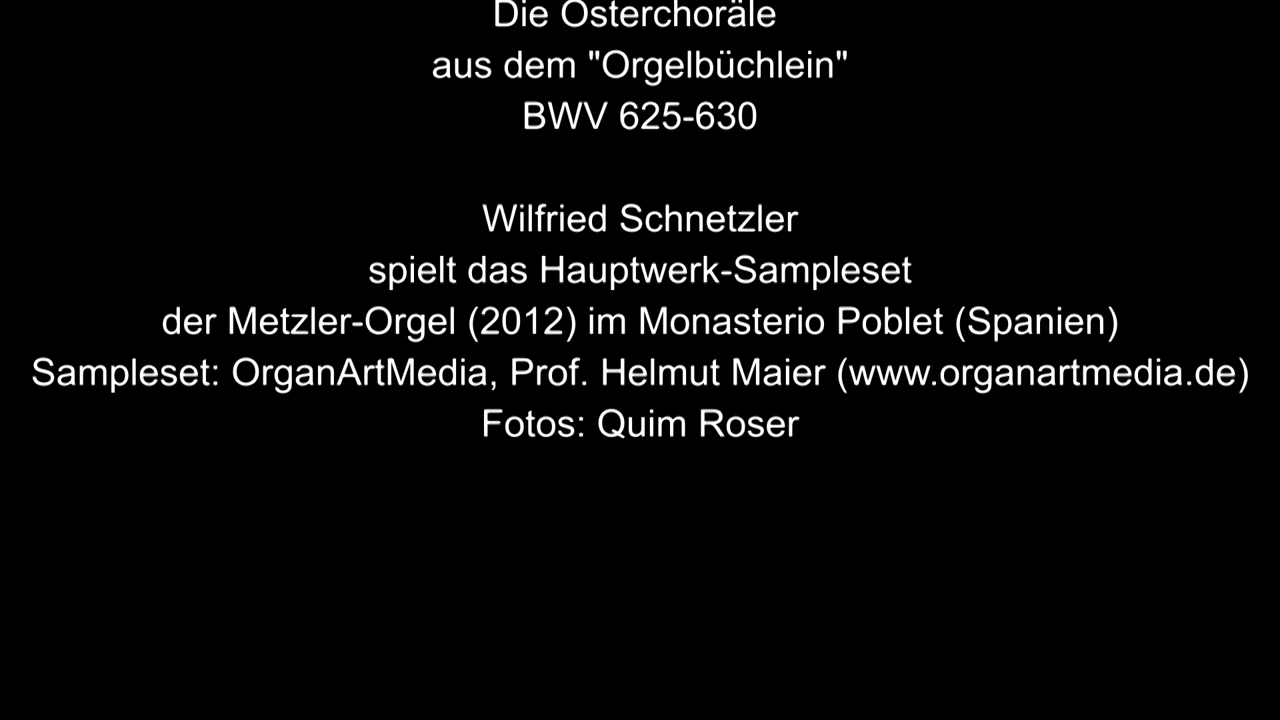 Die Osterchoräle
aus dem "Orgelbüchlein"
BWV 625-630
Wilfried Schnetzler
spielt das Hauptwerk-Sampleset
der Metzler-Orgel (2012) im Monasterio Poblet (Spanien)
Sampleset: OrganArtMedia, Prof. Helmut Maier (www.organartmedia.de)
Fotos: Quim Roser